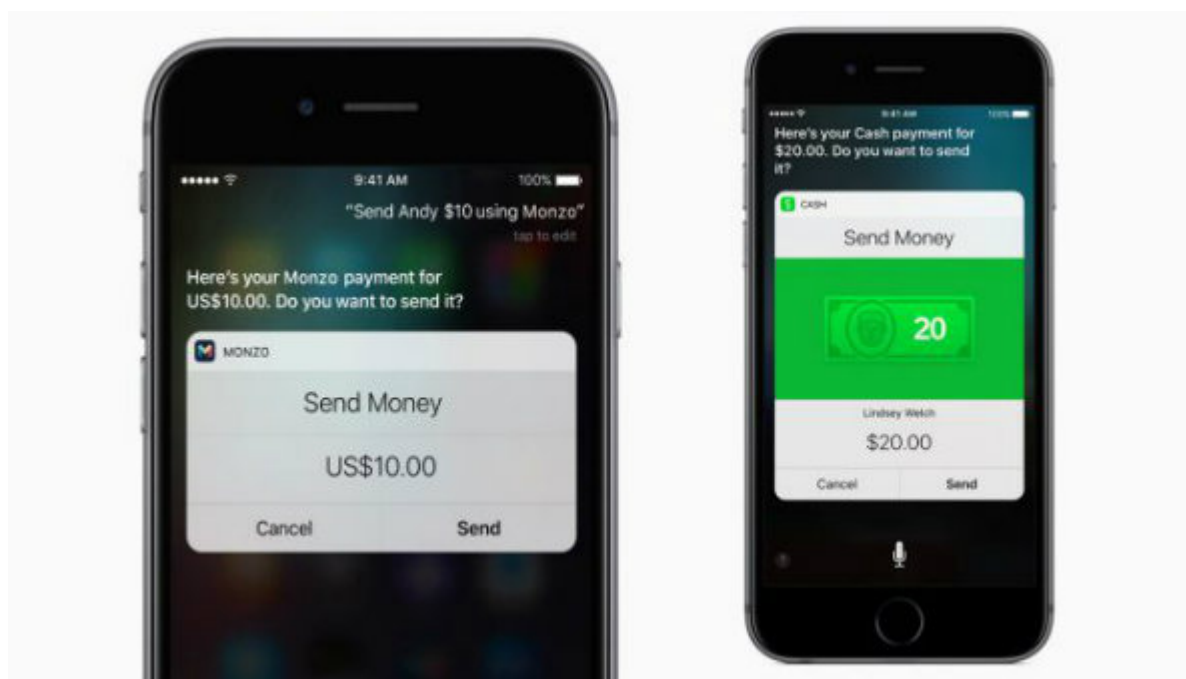 9:41 AM
100%
"Send Andy $10 using Monzo"
tap to edit
Here's your Monzo payment for
US$10.00. Do you want to send it?
MONZO
Send Money
US$10.00
Cancel
Send
9:41 AM
100%
Here's your Cash payment for
$20.00. Do you want to send
it?
$
CASH
Send Money
20
Lindsey Welch
$20.00
Cancel
Send